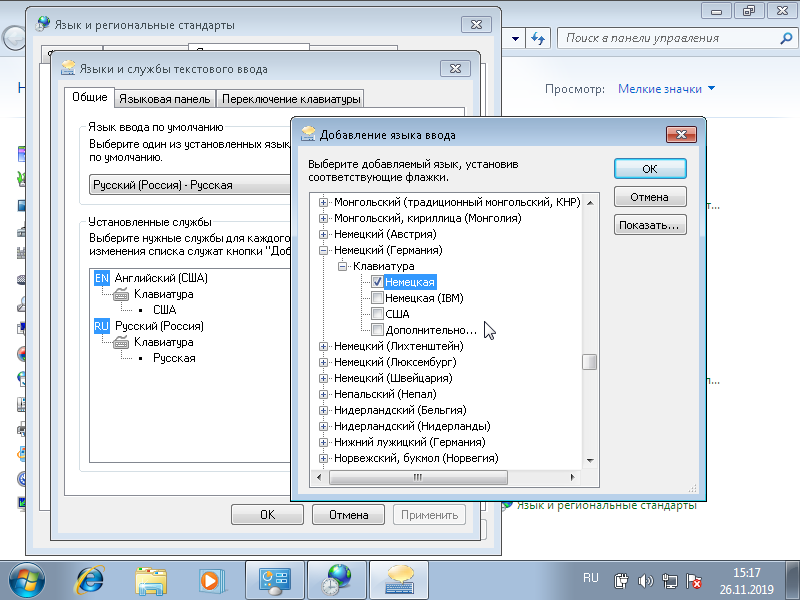 Язык и региональные стандарты
Поиск в панели управления
Языки и службы текстового ввода
Просмотр: Мелкие значки
Общие
Языковая панель
Переключение клавиатуры
Язык ввода по умолчанию
Выберите один из установленных язык
по умолчанию.
Русский (Россия) - Русская
Установленные службы
Выберите нужные службы для каждого
изменения списка служат кнопки "Доб
EN Английский (США)
Клавиатура
США
RU Русский (Россия)
Клавиатура
Русская
OK
Отмена
Применить
Добавление языка ввода
Выберите добавляемый язык, установив
соответствующие флажки.
OK
Отмена
Показать...
Монгольский (традиционный монгольский, КНР)
Монгольский, кириллица (Монголия)
Немецкий (Австрия)
Немецкий (Германия)
Клавиатура
Немецкая
Немецкая (IBM)
США
Дополнительно...
Немецкий (Лихтенштейн)
Немецкий (Люксембург)
Немецкий (Швейцария)
Непальский (Непал)
Нидерландский (Бельгия)
Нидерландский (Нидерланды)
Нижний лужицкий (Германия)
Норвежский, букмол (Норвегия)
Язык и региональные стандарты
RU
15:17
26.11.2019